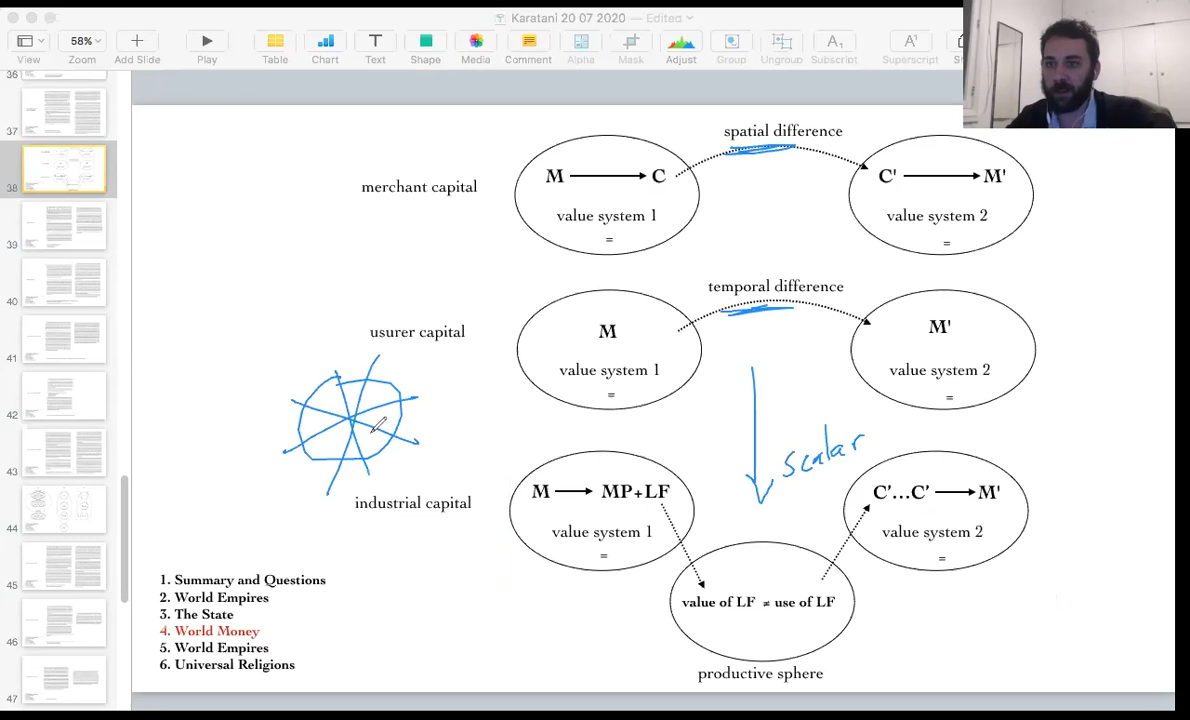 Karatani 20 07 2020 — Edited
58%
View
Zoom
Add Slide
Play
Table
Chart
Text
Shape
Media
Comment
Alpha
Mask
Adjust
Group
Ungroup
Subscript
Superscript
36
37
38
39
40
41
42
43
44
45
46
47
spatial difference
merchant capital
M C
value system 1
=
C' M'
value system 2
=
temporal difference
usurer capital
M
value system 1
=
M'
value system 2
=
scalar
industrial capital
M MP+LF
value system 1
=
C'...C' M'
value system 2
=
value of LF ≠ use of LF
productive sphere
1. Summary and Questions
2. World Empires
3. The State
4. World Money
5. World Empires
6. Universal Religions